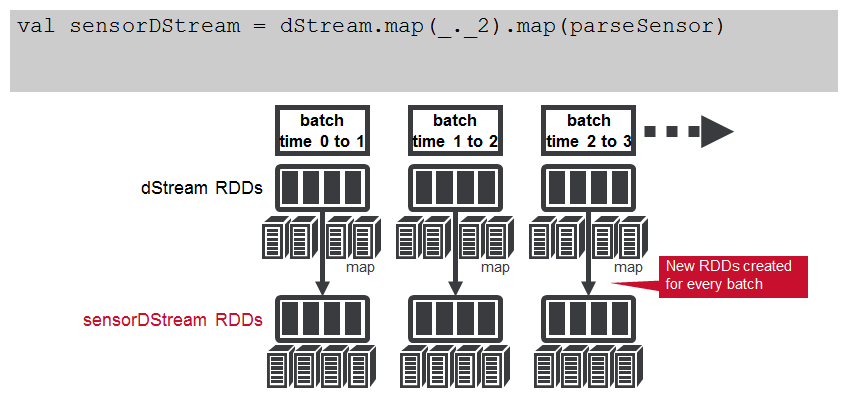 val sensorDStream = dStream.map(_._2).map(parseSensor)
batch
time 0 to 1
batch
time 1 to 2
batch
time 2 to 3
dStream RDDs
map
map
map
New RDDs created
for every batch
sensorDStream RDDs